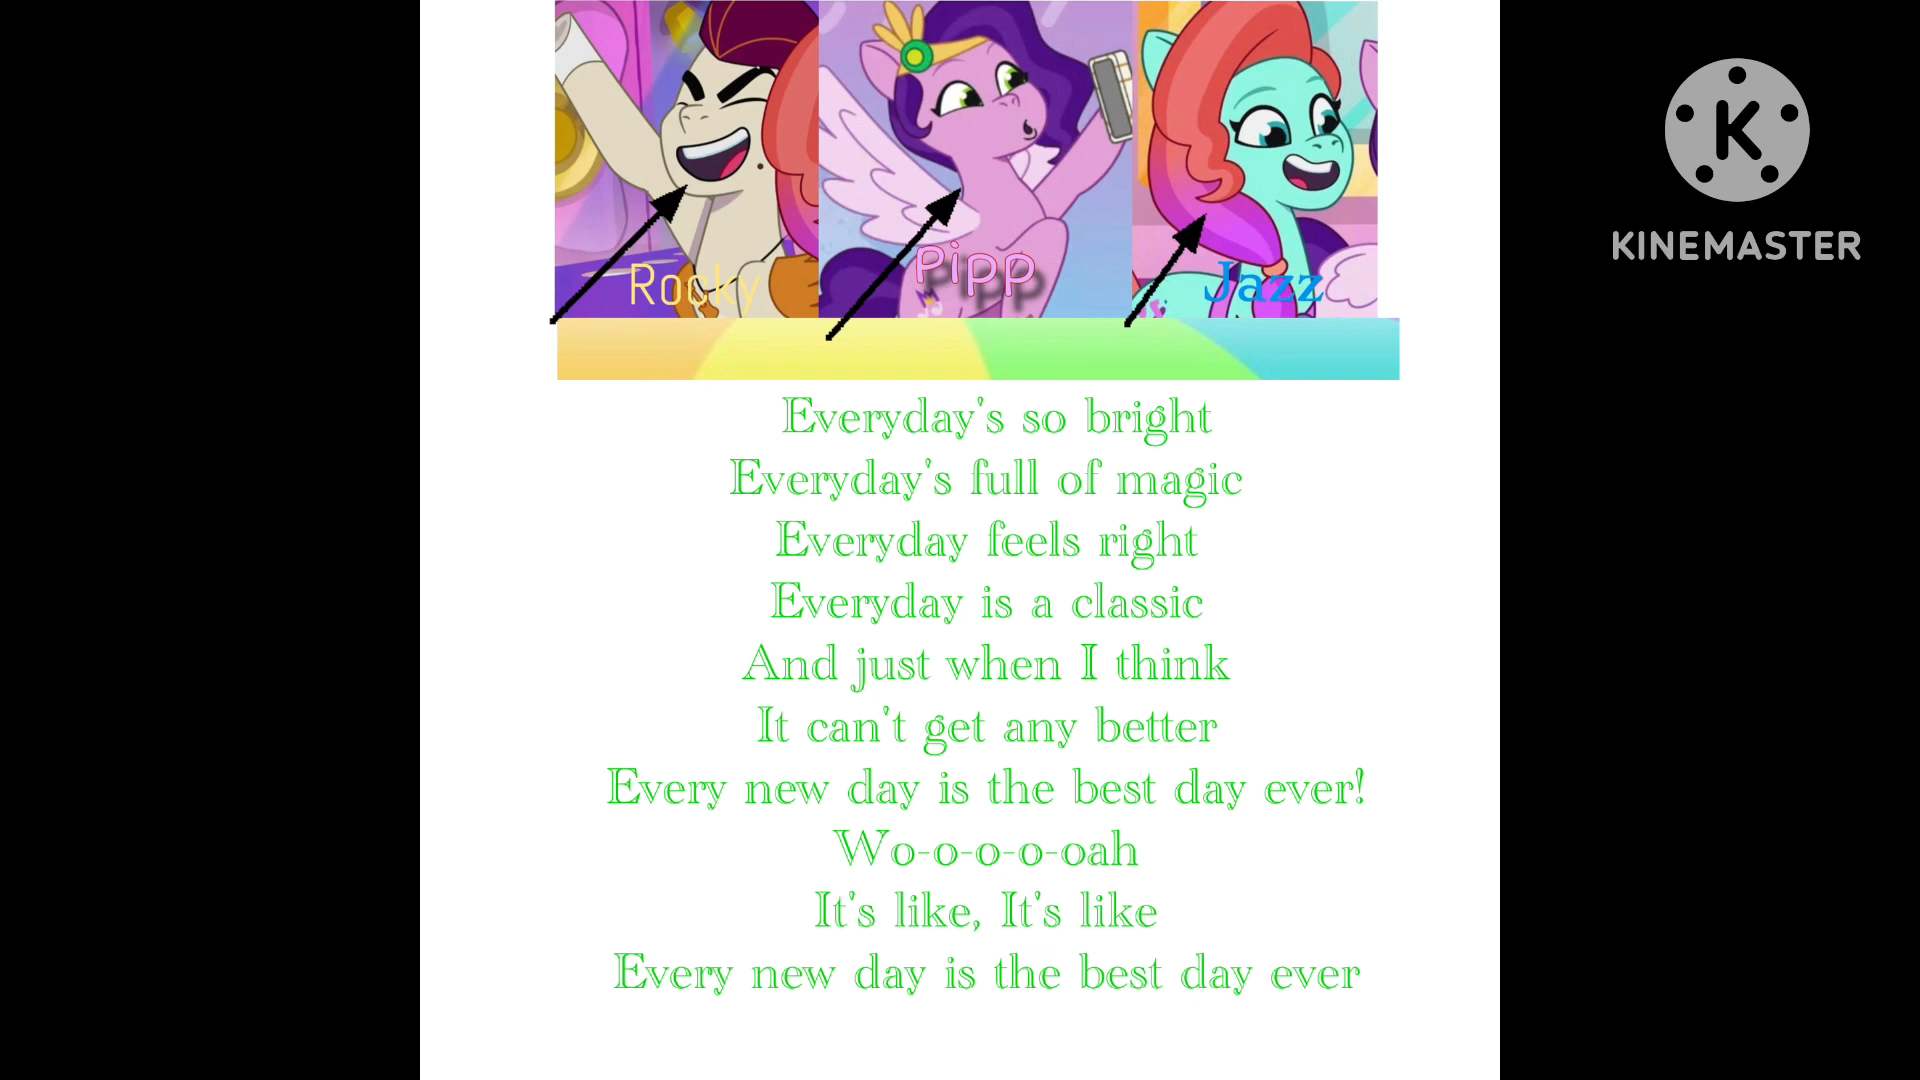 Rocky
Pipp
Jazz
K
KINEMASTER
Everyday's so bright
Everyday's full of magic
Everyday feels right
Everyday is a classic
And just when I think
It can't get any better
Every new day is the best day ever!
Wo-o-o-o-oah
It's like, It's like
Every new day is the best day ever